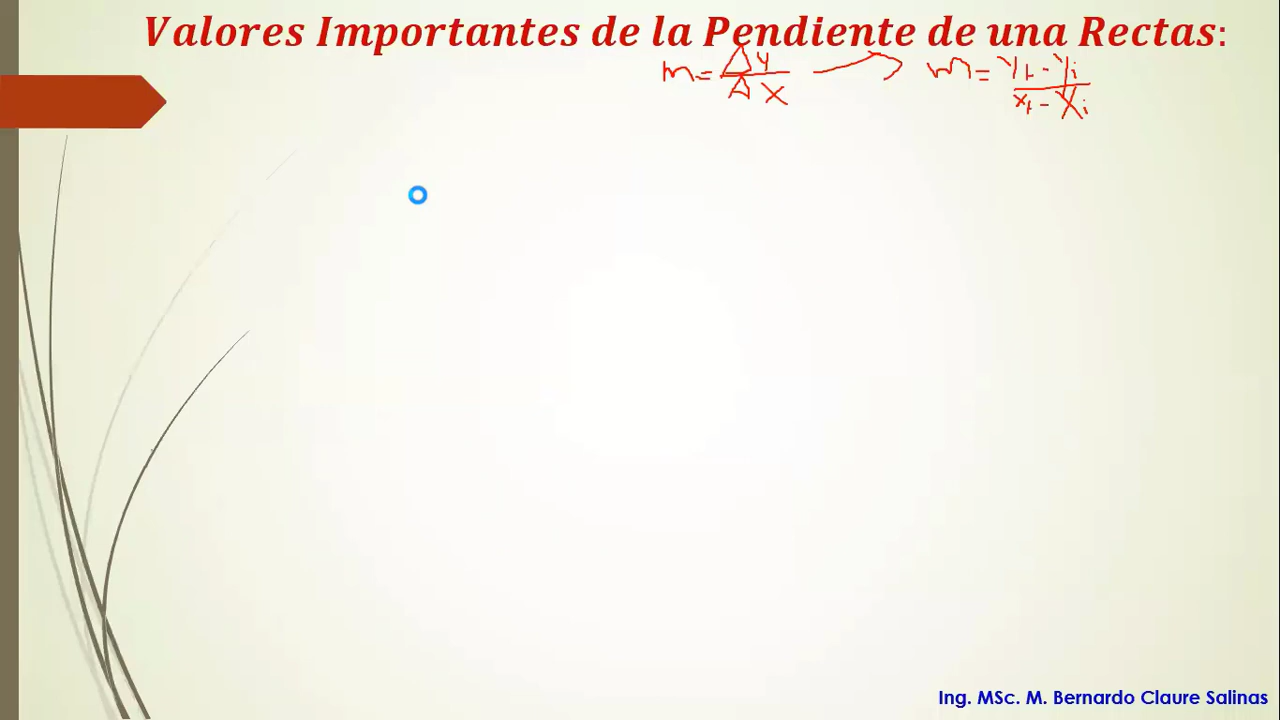 Valores Importantes de la Pendiente de una Rectas:
m = Δy / Δx → m = (yf - yi) / (xf - xi)
Ing. MSc. M. Bernardo Claure Salinas